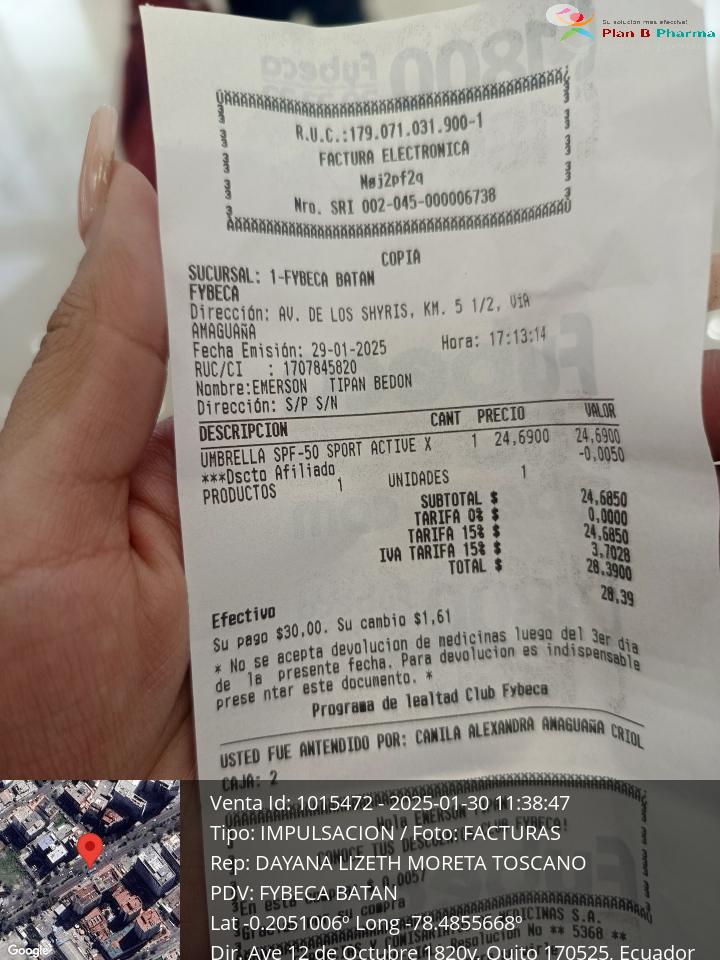 Su solución más efectiva!
Plan B Pharma
R.U.C.:179.071.031.900-1
FACTURA ELECTRONICA
Nøj2pf2q
Nro. SRI 002-045-000006738
COPIA
SUCURSAL: 1-FYBECA BATAN
FYBECA
Dirección: AV. DE LOS SHYRIS, KM. 5 1/2, VíA
AMAGUAñA
Fecha Emisión: 29-01-2025 Hora: 17:13:14
RUC/CI : 1707845820
Nombre:EMERSON TIPAN BEDON
Dirección: S/P S/N
DESCRIPCION CANT PRECIO VALOR
UMBRELLA SPF-50 SPORT ACTIVE X 1 24,6900 24,6900
***Dscto Afiliado -0,0050
PRODUCTOS 1 UNIDADES 1
SUBTOTAL $ 24,6850
TARIFA 0% $ 0,0000
TARIFA 15% $ 24,6850
IVA TARIFA 15% $ 3,7028
TOTAL $ 28,3900
28,39
Efectivo
Su pago $30,00. Su cambio $1,61
* No se acepta devolucion de medicinas luego del 3er dia
de la presente fecha. Para devolucion es indispensable
prese ntar este documento. *
Programa de lealtad Club Fybeca
USTED FUE ANTENDIDO POR: CAMILA ALEXANDRA AMAGUAñA CRIOL
CAJA: 2
Venta Id: 1015472 - 2025-01-30 11:38:47
Tipo: IMPULSACION / Foto: FACTURAS
Rep: DAYANA LIZETH MORETA TOSCANO
PDV: FYBECA BATAN
Lat -0.2051006° Long -78.4855668°
Dir. Ave 12 de Octubre 1820y, Quito 170525, Ecuador
Google